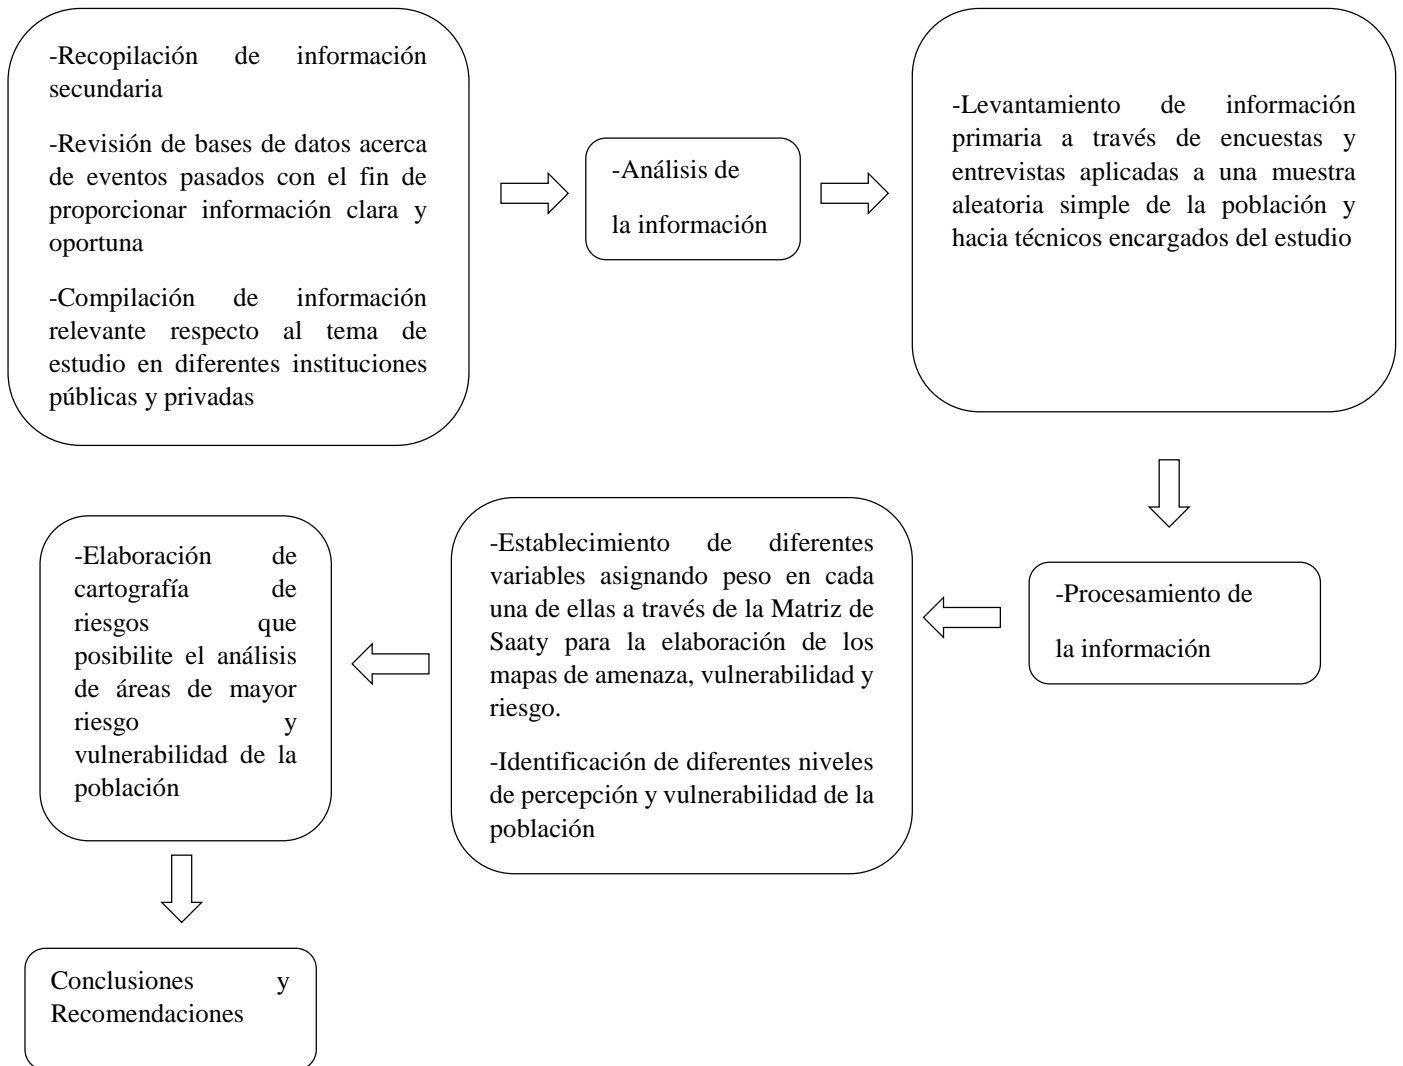 -Recopilación de información
secundaria
-Revisión de bases de datos acerca
de eventos pasados con el fin de
proporcionar información clara y
oportuna
-Compilación de información
relevante respecto al tema de
estudio en diferentes instituciones
públicas y privadas
-Análisis de
la información
-Levantamiento de información
primaria a través de encuestas y
entrevistas aplicadas a una muestra
aleatoria simple de la población y
hacia técnicos encargados del estudio
-Procesamiento de
la información
-Establecimiento de diferentes
variables asignando peso en cada
una de ellas a través de la Matriz de
Saaty para la elaboración de los
mapas de amenaza, vulnerabilidad y
riesgo.
-Identificación de diferentes niveles
de percepción y vulnerabilidad de la
población
-Elaboración de
cartografía de
riesgos que
posibilite el análisis
de áreas de mayor
riesgo y
vulnerabilidad de la
población
Conclusiones y
Recomendaciones